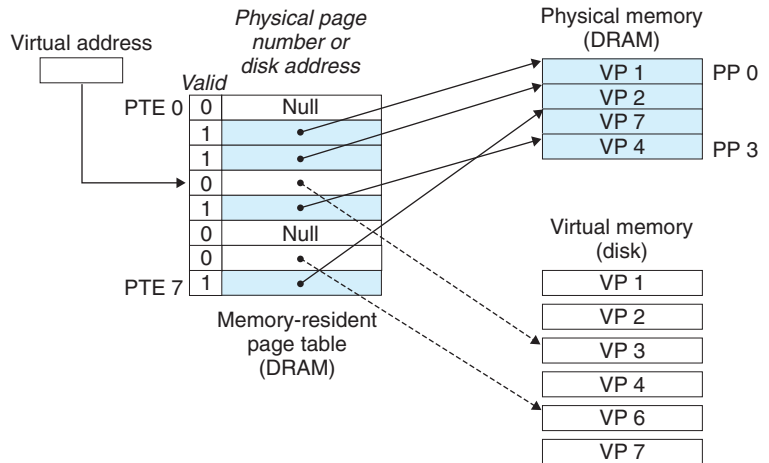 Virtual address
Physical page
number or
disk address
Valid
PTE 0
0
Null
1
1
0
1
0
Null
0
PTE 7
1
Memory-resident
page table
(DRAM)
Physical memory
(DRAM)
VP 1
PP 0
VP 2
VP 7
VP 4
PP 3
Virtual memory
(disk)
VP 1
VP 2
VP 3
VP 4
VP 6
VP 7